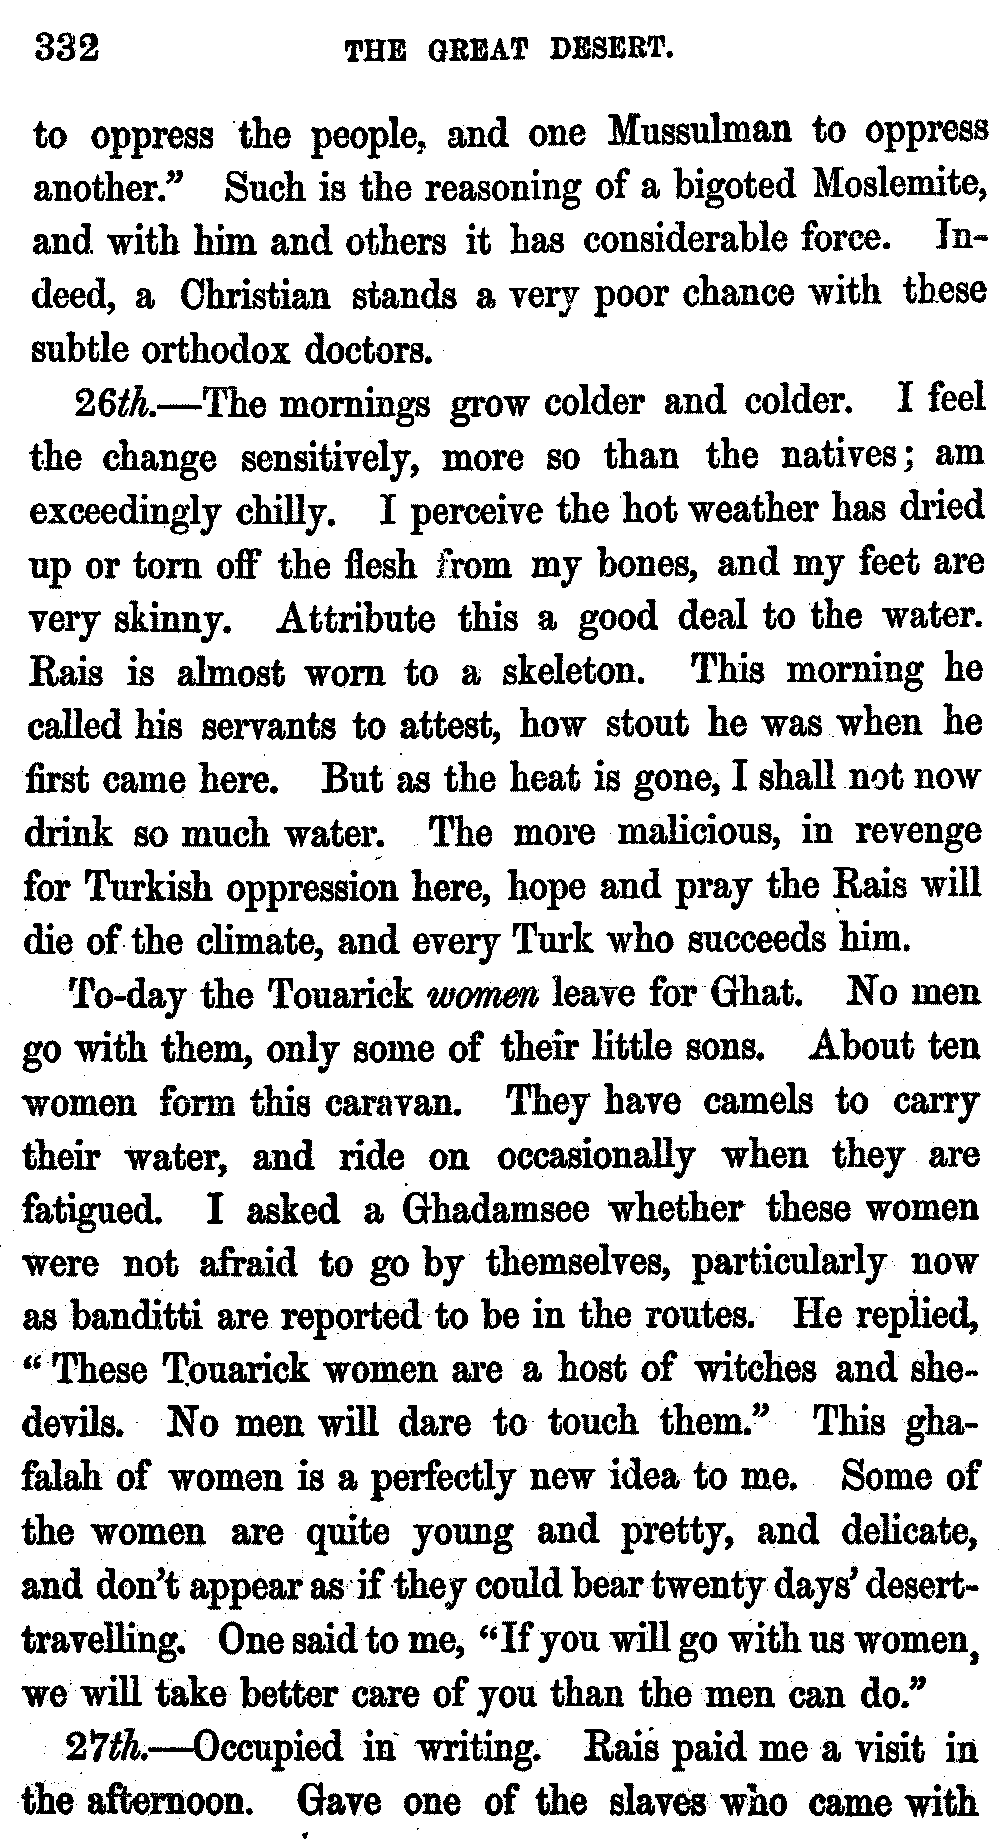 332 THE GREAT DESERT.
to oppress the people, and one Mussulman to oppress
another.” Such is the reasoning of a bigoted Moslemite,
and with him and others it has considerable force. In-
deed, a Christian stands a very poor chance with these
subtle orthodox doctors.
26th.—The mornings grow colder and colder. I feel
the change sensitively, more so than the natives; am
exceedingly chilly. I perceive the hot weather has dried
up or torn off the flesh from my bones, and my feet are
very skinny. Attribute this a good deal to the water.
Rais is almost worn to a skeleton. This morning he
called his servants to attest, how stout he was when he
first came here. But as the heat is gone, I shall not now
drink so much water. The more malicious, in revenge
for Turkish oppression here, hope and pray the Rais will
die of the climate, and every Turk who succeeds him.
To-day the Touarick women leave for Ghat. No men
go with them, only some of their little sons. About ten
women form this caravan. They have camels to carry
their water, and ride on occasionally when they are
fatigued. I asked a Ghadamsee whether these women
were not afraid to go by themselves, particularly now
as banditti are reported to be in the routes. He replied,
“These Touarick women are a host of witches and she-
devils. No men will dare to touch them.” This gha-
falah of women is a perfectly new idea to me. Some of
the women are quite young and pretty, and delicate,
and don’t appear as if they could bear twenty days’ desert-
travelling. One said to me, “If you will go with us women,
we will take better care of you than the men can do.”
27th.—Occupied in writing. Rais paid me a visit in
the afternoon. Gave one of the slaves who came with